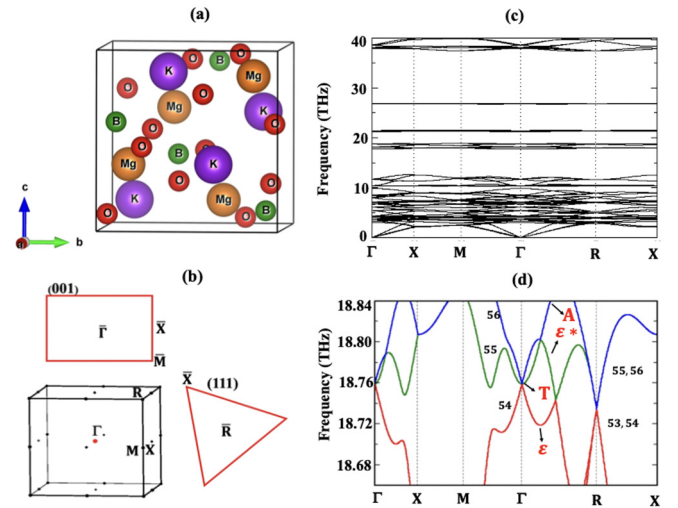 (a)
K
O
B
O
Mg
O
O
Mg
K
O
B
O
O
B
O
Mg
K
O
O
K
Mg
O
B
O
c
a
b
(b)
(001)
Γ̅
X̅
M̅
X̅
(111)
R̅
R
Γ
M
X
(c)
Frequency (THz)
40
30
20
10
0
Γ
X
M
Γ
R
X
(d)
Frequency (THz)
18.84
18.80
18.76
18.72
18.68
56
A
ε*
55
55,56
T
54
53,54
ε
Γ
X
M
Γ
R
X